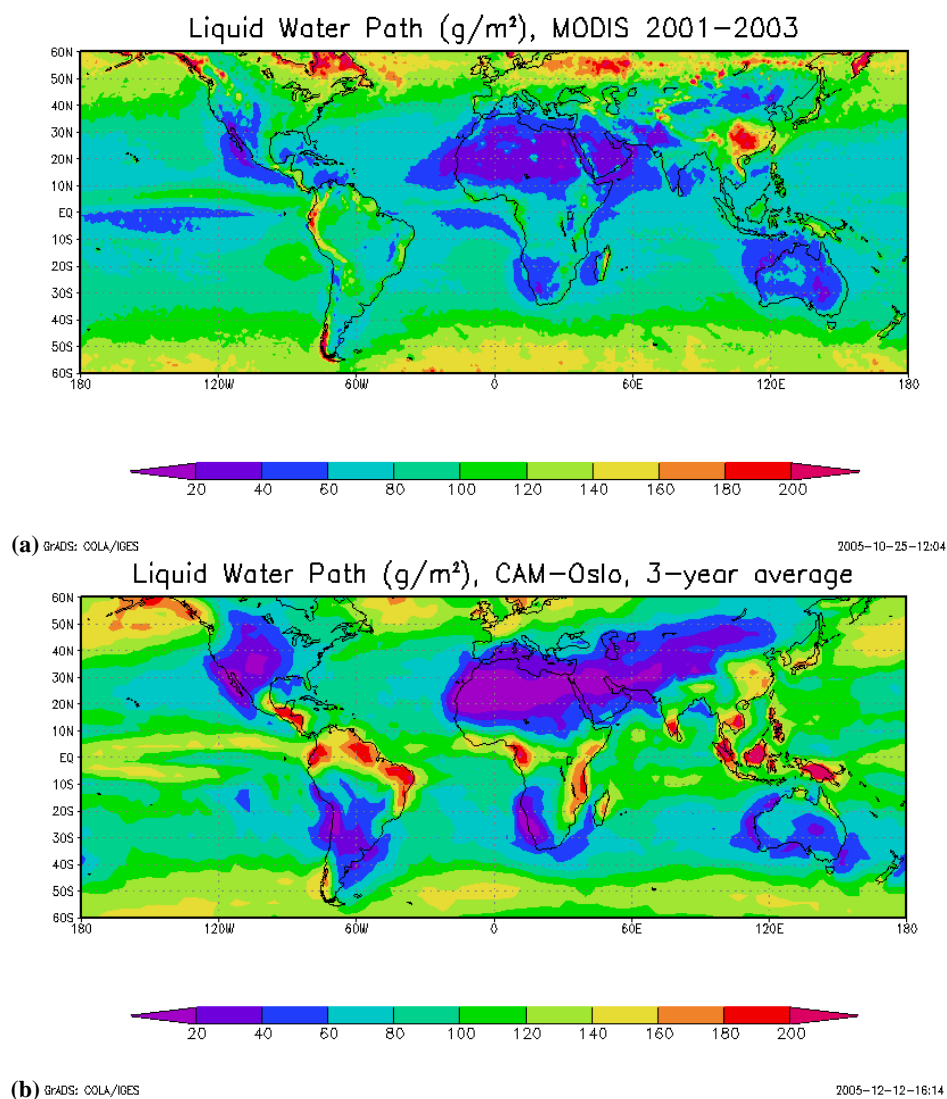 Liquid Water Path (g/m²), MODIS 2001–2003
60N
50N
40N
30N
20N
10N
EQ
10S
20S
30S
40S
50S
60S
180 120W 60W 0 60E 120E 180
20 40 60 80 100 120 140 160 180 200
(a) GrADS: COLA/IGES 2005-10-25-12:04
Liquid Water Path (g/m²), CAM–Oslo, 3–year average
60N
50N
40N
30N
20N
10N
EQ
10S
20S
30S
40S
50S
60S
180 120W 60W 0 60E 120E 180
20 40 60 80 100 120 140 160 180 200
(b) GrADS: COLA/IGES 2005-12-12-16:14